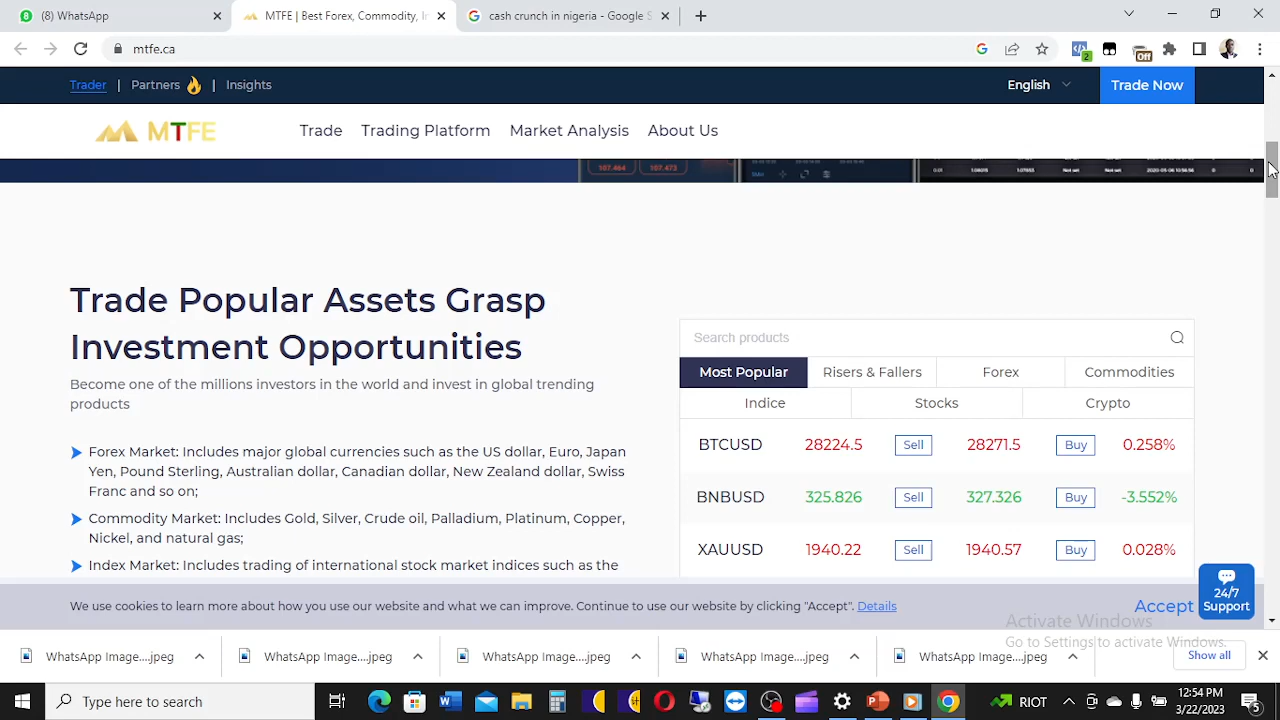 (8) WhatsApp
MTFE | Best Forex, Commodity, In
cash crunch in nigeria - Google S
mtfe.ca
2
Off
Trader | Partners | Insights
English
Trade Now
MTFE
Trade Trading Platform Market Analysis About Us
107.464 107.473
Trade Popular Assets Grasp
Investment Opportunities
Become one of the millions investors in the world and invest in global trending
products
Forex Market: Includes major global currencies such as the US dollar, Euro, Japan
Yen, Pound Sterling, Australian dollar, Canadian dollar, New Zealand dollar, Swiss
Franc and so on;
Commodity Market: Includes Gold, Silver, Crude oil, Palladium, Platinum, Copper,
Nickel, and natural gas;
Index Market: Includes trading of international stock market indices such as the
Search products
Most Popular Risers & Fallers Forex Commodities
Indice Stocks Crypto
BTCUSD 28224.5 Sell 28271.5 Buy 0.258%
BNBUSD 325.826 Sell 327.326 Buy -3.552%
XAUUSD 1940.22 Sell 1940.57 Buy 0.028%
We use cookies to learn more about how you use our website and what we can improve. Continue to use our website by clicking "Accept". Details
Accept
24/7
Support
Activate Windows
Go to Settings to activate Windows.
WhatsApp Image....jpeg
WhatsApp Image....jpeg
WhatsApp Image....jpeg
WhatsApp Image....jpeg
WhatsApp Image....jpeg
Show all
Type here to search
RIOT
12:54 PM
3/22/2023
5